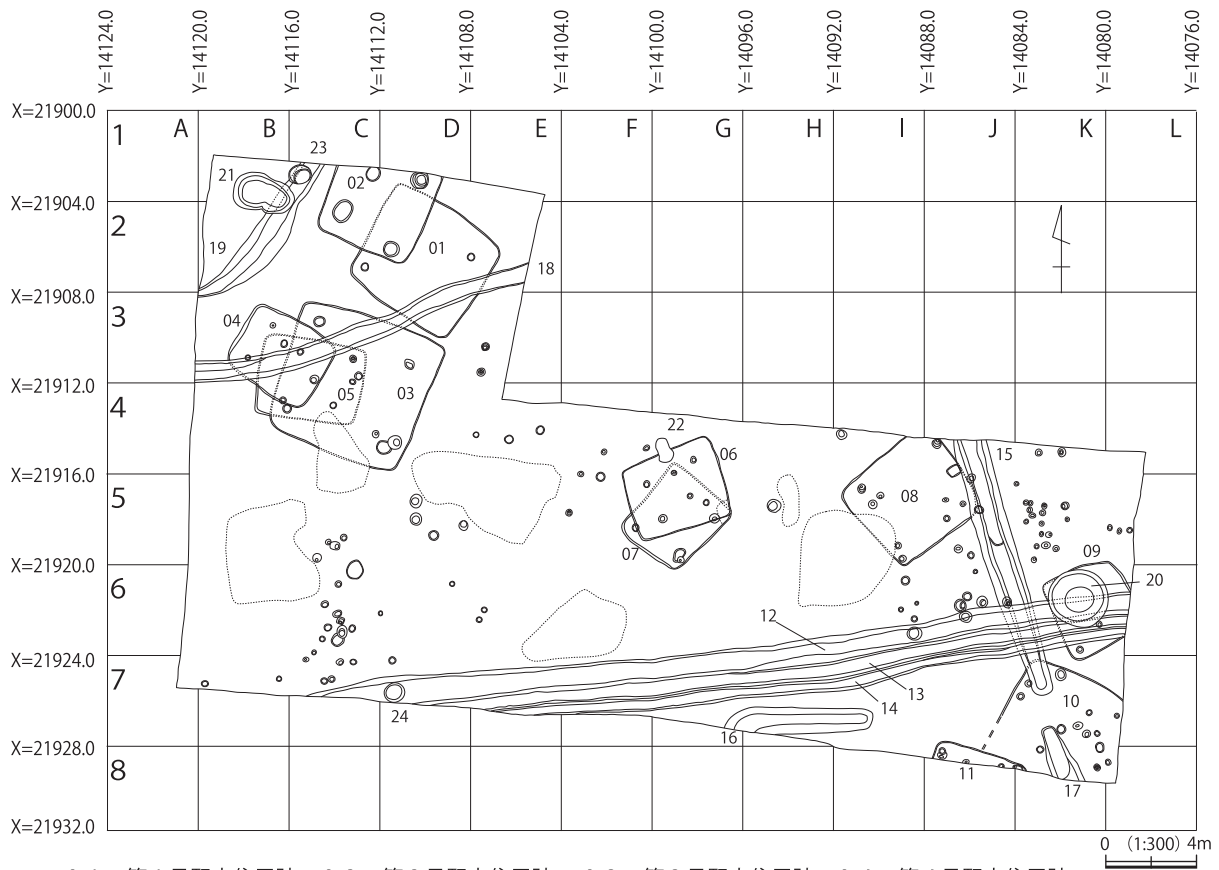 Y=14124.0
Y=14120.0
Y=14116.0
Y=14112.0
Y=14108.0
Y=14104.0
Y=14100.0
Y=14096.0
Y=14092.0
Y=14088.0
Y=14084.0
Y=14080.0
Y=14076.0
X=21900.0
1 A B C D E F G H I J K L
23
21 02
X=21904.0
2
19 01
18
X=21908.0
3
04
X=21912.0
4
05 03
22
06 15
X=21916.0
5
08
07 09
X=21920.0
6
20
12
X=21924.0
7
13
14 10
24
16
X=21928.0
8
11
17
X=21932.0
0 (1:300) 4m